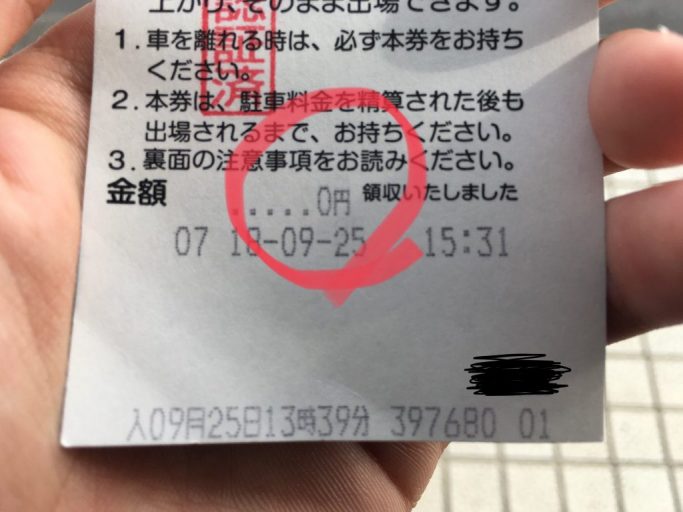 上がり、そのまま出場できます。
認証済
1. 車を離れる時は、必ず本券をお持ち
ください。
2. 本券は、駐車料金を精算された後も
出場されるまで、お持ちください。
3. 裏面の注意事項をお読みください。
金額 .....0円 領収いたしました
07 18-09-25 15:31
入09月25日13時39分 397680 01